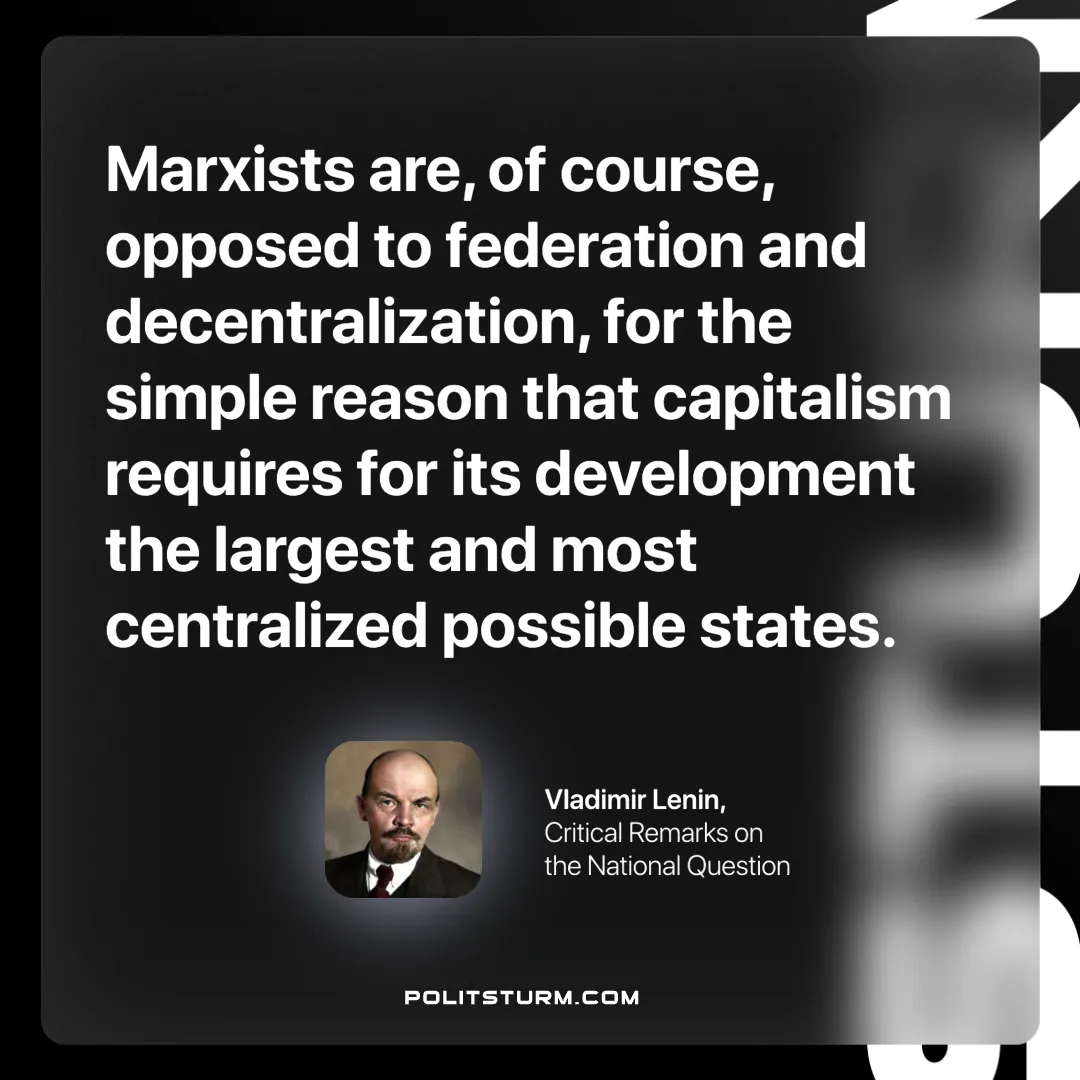 Marxists are, of course,
opposed to federation and
decentralization, for the
simple reason that capitalism
requires for its development
the largest and most
centralized possible states.
Vladimir Lenin,
Critical Remarks on
the National Question
POLITSTURM.COM